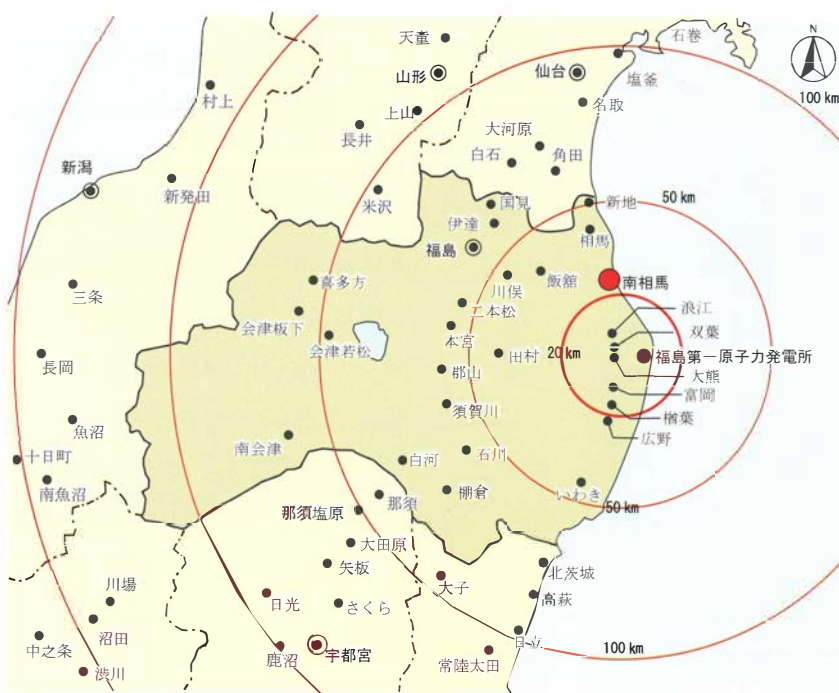 石巻
N
天童
塩釜
100 km
山形
仙台
村上
名取
上山
長井
大河原
白石
角田
新潟
新発田
米沢
国見
新地
50 km
伊達
相馬
福島
喜多方
川俣
飯舘
南相馬
三条
二本松
浪江
会津板下
本宮
双葉
会津若松
長岡
田村
20 km
福島第一原子力発電所
郡山
大熊
富岡
須賀川
楢葉
魚沼
広野
南会津
十日町
白河
石川
南魚沼
那須
棚倉
いわき
50 km
那須塩原
大田原
矢板
北茨城
大子
川場
日光
さくら
高萩
沼田
中之条
日立
宇都宮
鹿沼
常陸太田
100 km
渋川